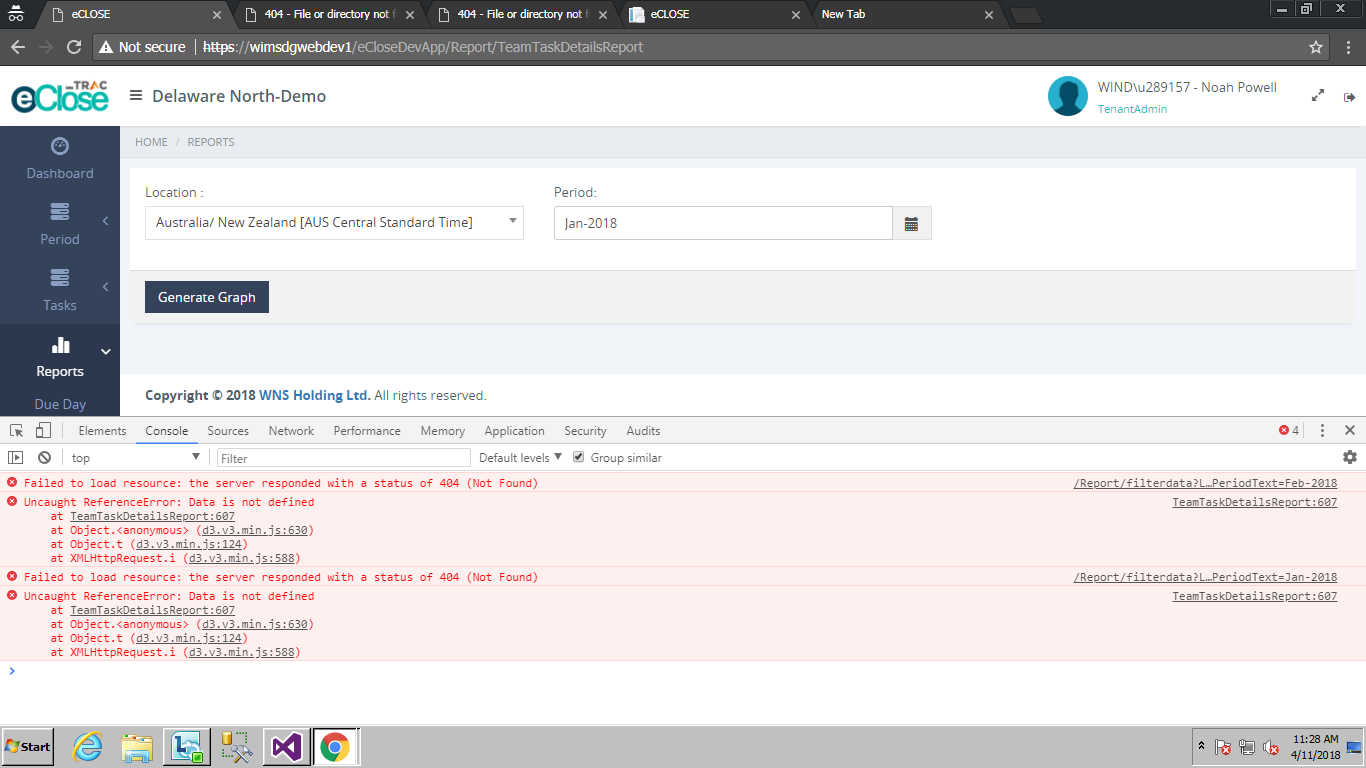 eCLOSE
404 - File or directory not f
404 - File or directory not f
eCLOSE
New Tab
Not secure https://wimsdgwebdev1/eCloseDevApp/Report/TeamTaskDetailsReport
TRAC
eClose
Delaware North-Demo
WIND\u289157 - Noah Powell
TenantAdmin
HOME / REPORTS
Dashboard
Period
Tasks
Reports
Due Day
Location :
Period:
Australia/ New Zealand [AUS Central Standard Time]
Jan-2018
Generate Graph
Copyright © 2018 WNS Holding Ltd. All rights reserved.
Elements Console Sources Network Performance Memory Application Security Audits 4
top Filter Default levels Group similar
Failed to load resource: the server responded with a status of 404 (Not Found) /Report/filterdata?L…PeriodText=Feb-2018
Uncaught ReferenceError: Data is not defined TeamTaskDetailsReport:607
at TeamTaskDetailsReport:607
at Object.<anonymous> (d3.v3.min.js:630)
at Object.t (d3.v3.min.js:124)
at XMLHttpRequest.i (d3.v3.min.js:588)
Failed to load resource: the server responded with a status of 404 (Not Found) /Report/filterdata?L…PeriodText=Jan-2018
Uncaught ReferenceError: Data is not defined TeamTaskDetailsReport:607
at TeamTaskDetailsReport:607
at Object.<anonymous> (d3.v3.min.js:630)
at Object.t (d3.v3.min.js:124)
at XMLHttpRequest.i (d3.v3.min.js:588)
Start
11:28 AM
4/11/2018